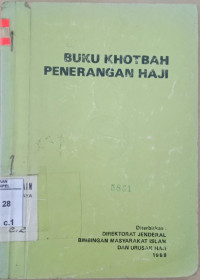 BUKU KHOTBAH
PENERANGAN HAJI
28
c.1
Diterbitkan :
DIREKTORAT JENDERAL
BIMBINGAN MASYARAKAT ISLAM
DAN URUSAN HAJI